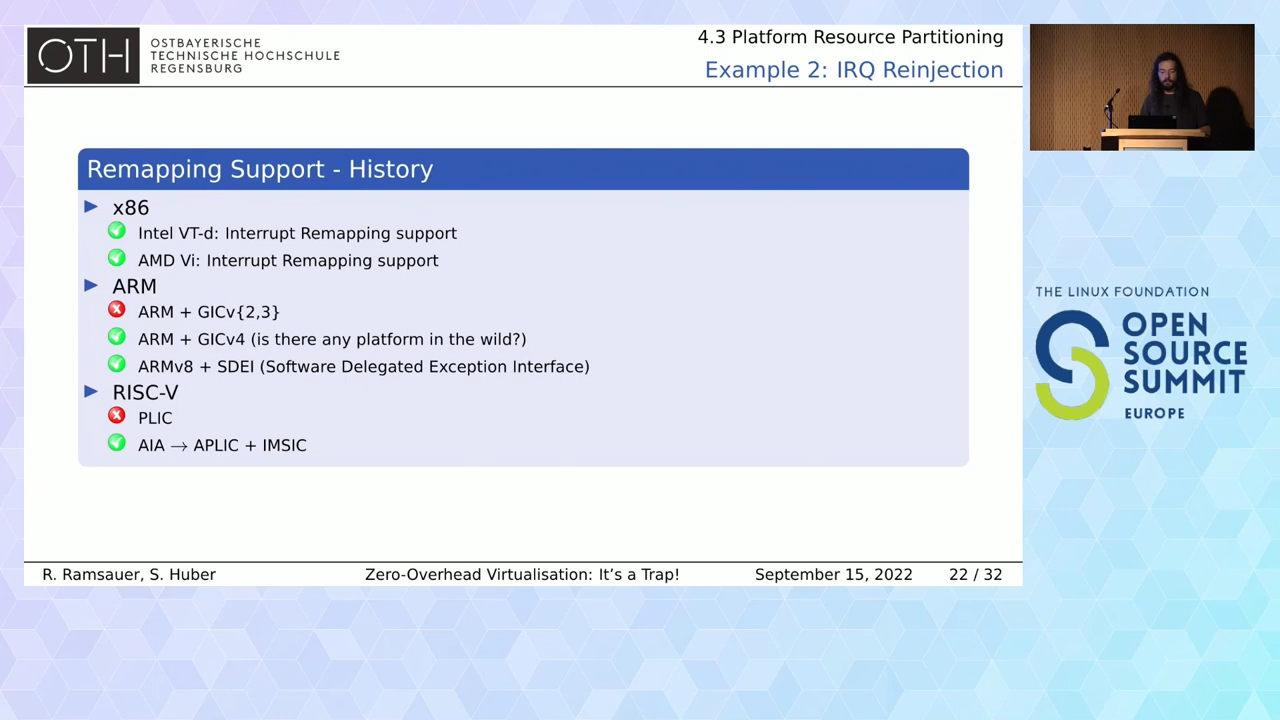 OTH
OSTBAYERISCHE
TECHNISCHE HOCHSCHULE
REGENSBURG
4.3 Platform Resource Partitioning
Example 2: IRQ Reinjection
Remapping Support - History
x86
Intel VT-d: Interrupt Remapping support
AMD Vi: Interrupt Remapping support
ARM
ARM + GICv{2,3}
ARM + GICv4 (is there any platform in the wild?)
ARMv8 + SDEI (Software Delegated Exception Interface)
RISC-V
PLIC
AIA → APLIC + IMSIC
R. Ramsauer, S. Huber
Zero-Overhead Virtualisation: It's a Trap!
September 15, 2022
22 / 32
THE LINUX FOUNDATION
OPEN
SOURCE
SUMMIT
EUROPE